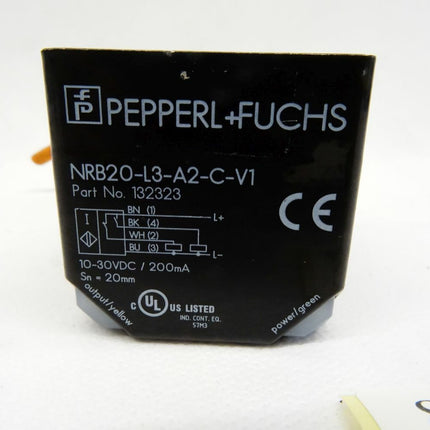 PEPPERL+FUCHS
NRB20-L3-A2-C-V1
Part No. 132323
CE
I
BN (1)
L+
BK (4)
WH (2)
BU (3)
L-
10-30VDC / 200mA
Sn = 20mm
output/yellow
C UL US LISTED
IND. CONT. EQ.
57M3
power/green